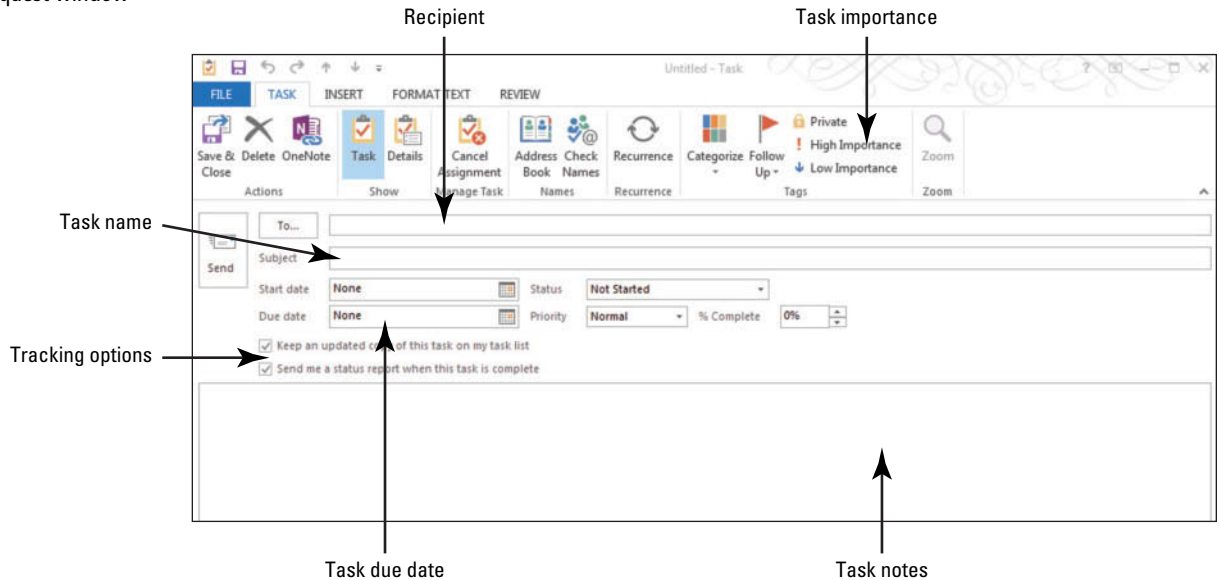 quest window
Recipient
Task importance
Untitled - Task
FILE TASK INSERT FORMAT TEXT REVIEW
Private
High Importance
Low Importance
Save & Close
Delete
OneNote
Task
Details
Cancel Assignment
Address Book
Check Names
Recurrence
Categorize
Follow Up
Zoom
Actions Show Manage Task Names Recurrence Tags Zoom
Task name
To...
Send
Subject
Start date None Status Not Started
Due date None Priority Normal % Complete 0%
Tracking options
Keep an updated of this task on my task list
Send me a status report when this task is complete
Task due date
Task notes